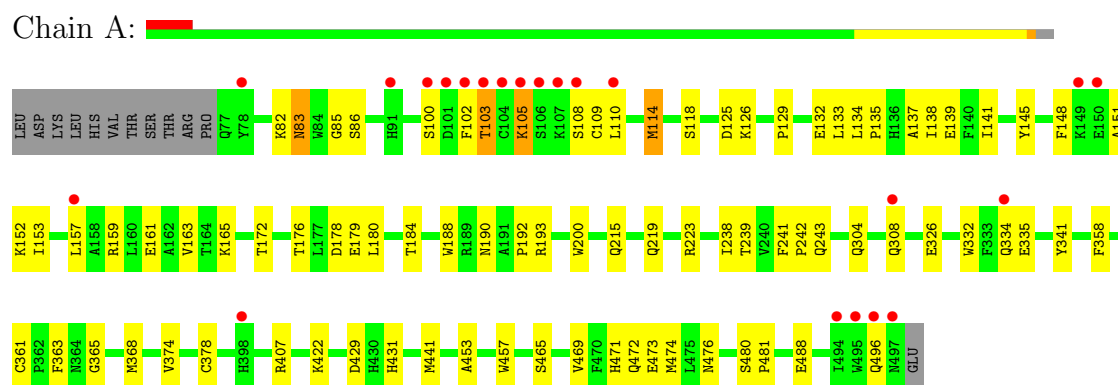 Chain A:
LEU ASP LYS LEU HIS VAL THR SER THR ARG PRO Q77 Y78 K82 N83 W84 G85 S86 H91 S100 D101 F102 T103 C104 K105 S106 K107 S108 C109 L110 M114 S118 D125 K126 P129 E132 L133 L134 P135 H136 A137 I138 E139 F140 I141 Y145 F148 K149 E150 A151
K152 I153 L157 A158 R159 L160 E161 A162 V163 T164 K165 T172 T176 L177 D178 E179 L180 T184 W188 R189 N190 A191 P192 R193 W200 Q215 Q219 R223 I238 T239 V240 F241 P242 Q243 Q304 Q308 E326 W332 F333 Q334 E335 Y341 F358
C361 P362 F363 N364 G365 M368 V374 C378 H398 R407 K422 D429 H430 H431 M441 A453 W457 S465 V469 F470 H471 Q472 E473 M474 L475 N476 S480 P481 E488 I494 W495 Q496 N497 GLU